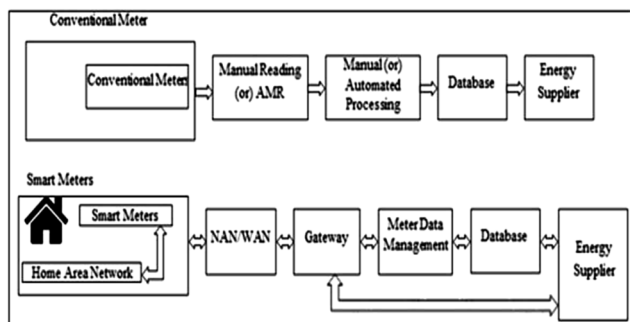 Conventional Meter
Conventional Meters
Manual Reading
(or) AMR
Manual (or)
Automated
Processing
Database
Energy
Supplier
Smart Meters
Smart Meters
Home Area Network
NAN/WAN
Gateway
Meter Data
Management
Database
Energy
Supplier